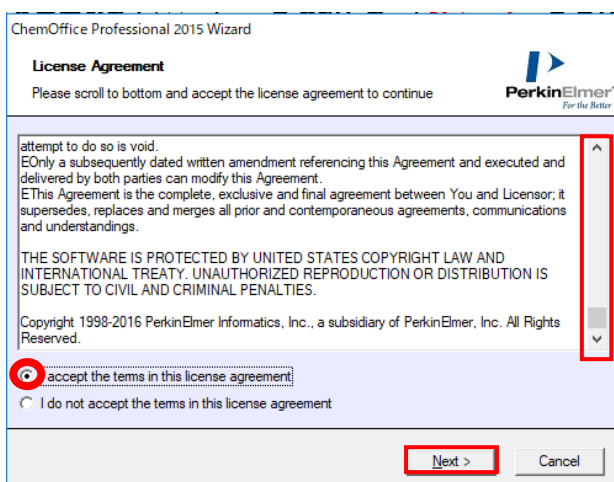 ChemOffice Professional 2015 Wizard
License Agreement
Please scroll to bottom and accept the license agreement to continue
PerkinElmer
For the Better
attempt to do so is void.
EOnly a subsequently dated written amendment referencing this Agreement and executed and
delivered by both parties can modify this Agreement.
EThis Agreement is the complete, exclusive and final agreement between You and Licensor; it
supersedes, replaces and merges all prior and contemporaneous agreements, communications
and understandings.
THE SOFTWARE IS PROTECTED BY UNITED STATES COPYRIGHT LAW AND
INTERNATIONAL TREATY. UNAUTHORIZED REPRODUCTION OR DISTRIBUTION IS
SUBJECT TO CIVIL AND CRIMINAL PENALTIES.
Copyright 1998-2016 PerkinElmer Informatics, Inc., a subsidiary of PerkinElmer, Inc. All Rights
Reserved.
accept the terms in this license agreement
I do not accept the terms in this license agreement
Next >
Cancel